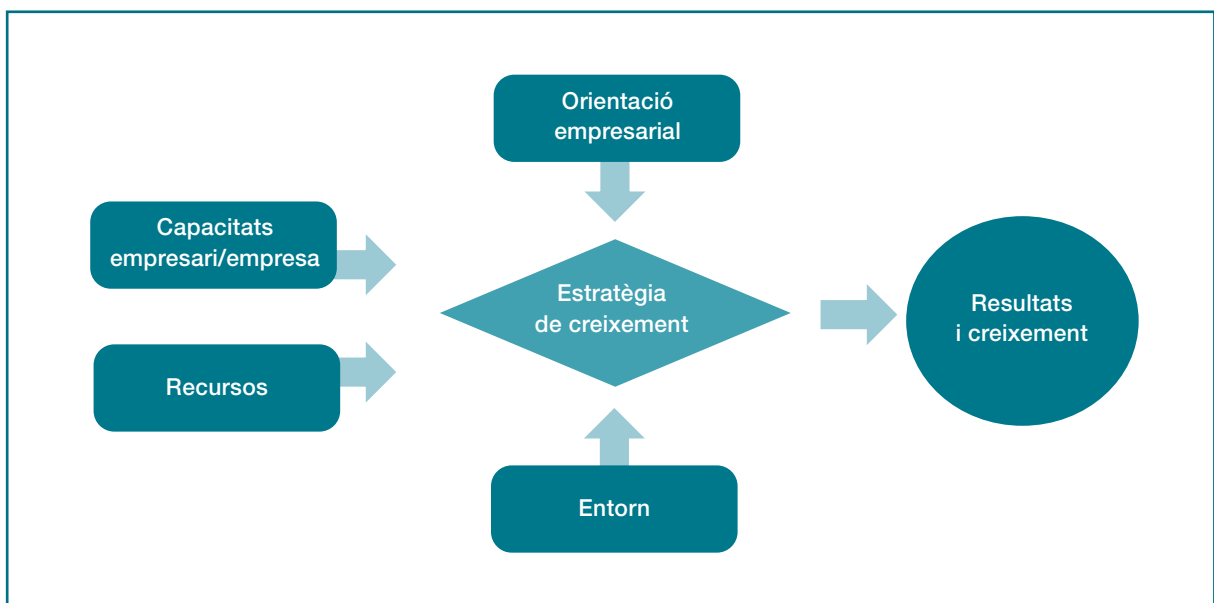 Orientació
empresarial
Capacitats
empresari/empresa
Estratègia
de creixement
Resultats
i creixement
Recursos
Entorn